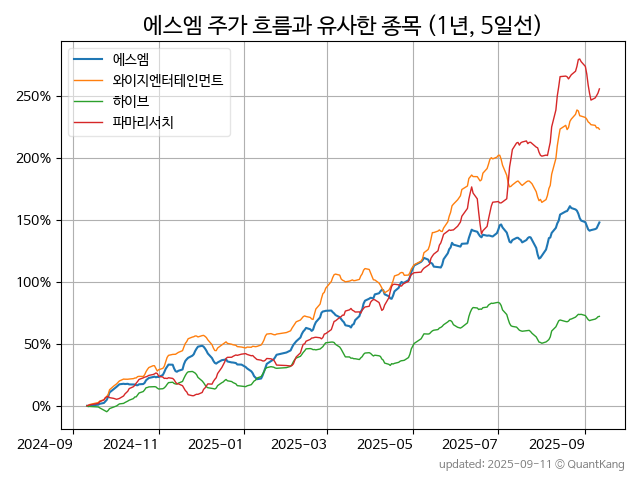 에스엠 주가 흐름과 유사한 종목 (1년, 5일선)
에스엠
와이지엔터테인먼트
하이브
파마리서치
250%
200%
150%
100%
50%
0%
2024-09 2024-11 2025-01 2025-03 2025-05 2025-07 2025-09
updated: 2025-09-11 © QuantKang